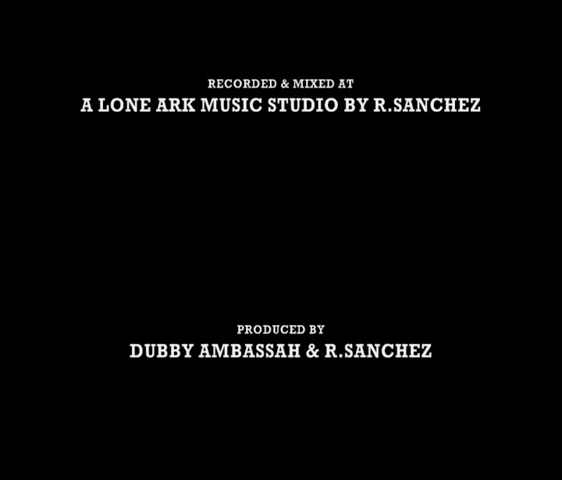 RECORDED & MIXED AT
A LONE ARK MUSIC STUDIO BY R.SANCHEZ
PRODUCED BY
DUBBY AMBASSAH & R.SANCHEZ